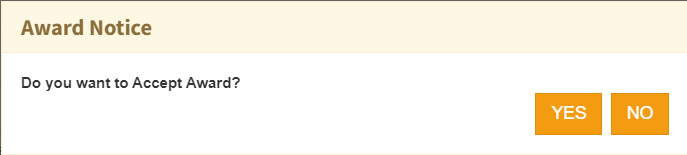 Award Notice
Do you want to Accept Award?
YES NO